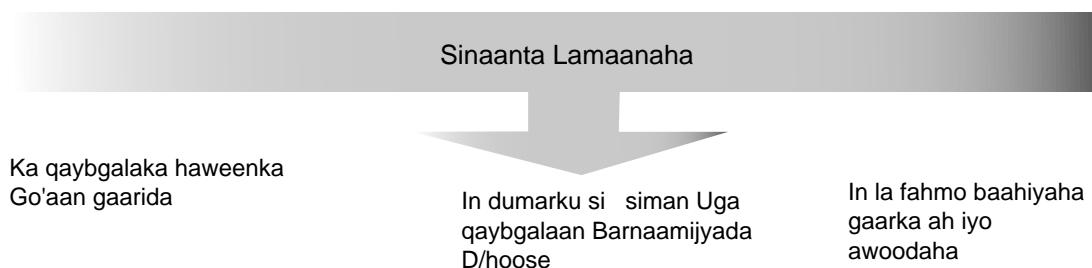 Sinaanta Lamaanaha
Ka qaybgalaka haweenka
Go'aan gaarida
In dumarku si siman Uga
qaybgalaan Barnaamijyada
D/hoose
In la fahmo baahiyaha
gaarka ah iyo
awoodaha